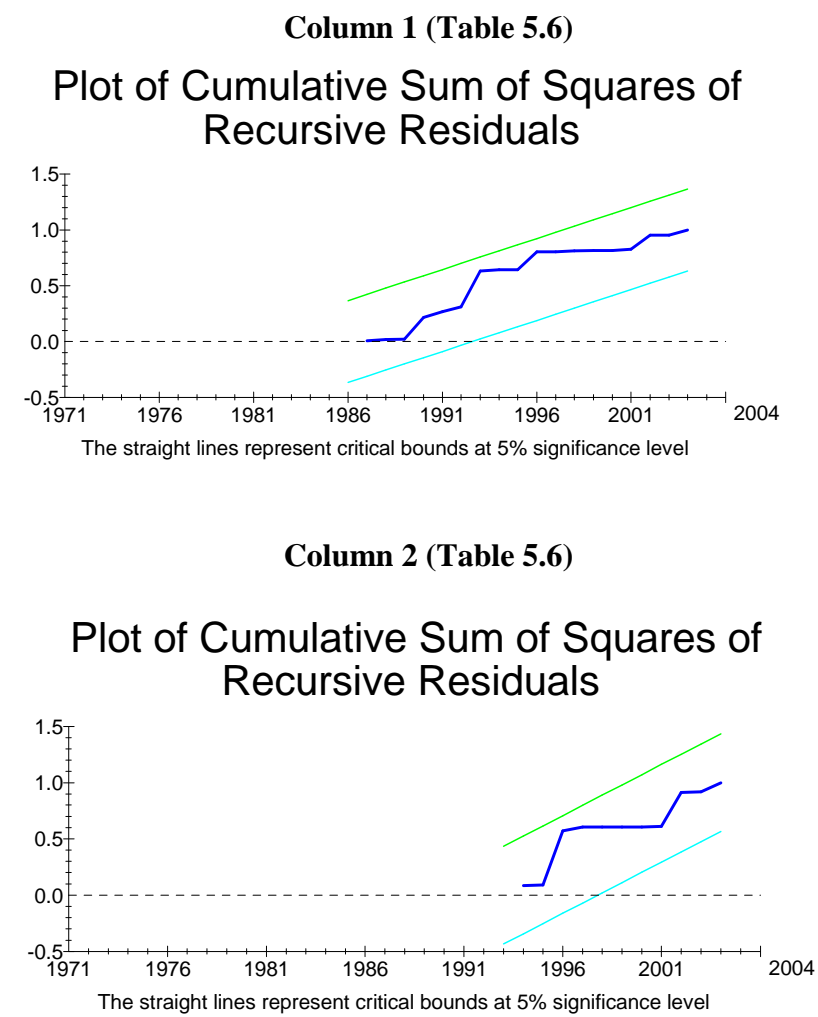 Column 1 (Table 5.6)
Plot of Cumulative Sum of Squares of
Recursive Residuals
1.5
1.0
0.5
0.0
-0.5
1971 1976 1981 1986 1991 1996 2001 2004
The straight lines represent critical bounds at 5% significance level
Column 2 (Table 5.6)
Plot of Cumulative Sum of Squares of
Recursive Residuals
1.5
1.0
0.5
0.0
-0.5
1971 1976 1981 1986 1991 1996 2001 2004
The straight lines represent critical bounds at 5% significance level